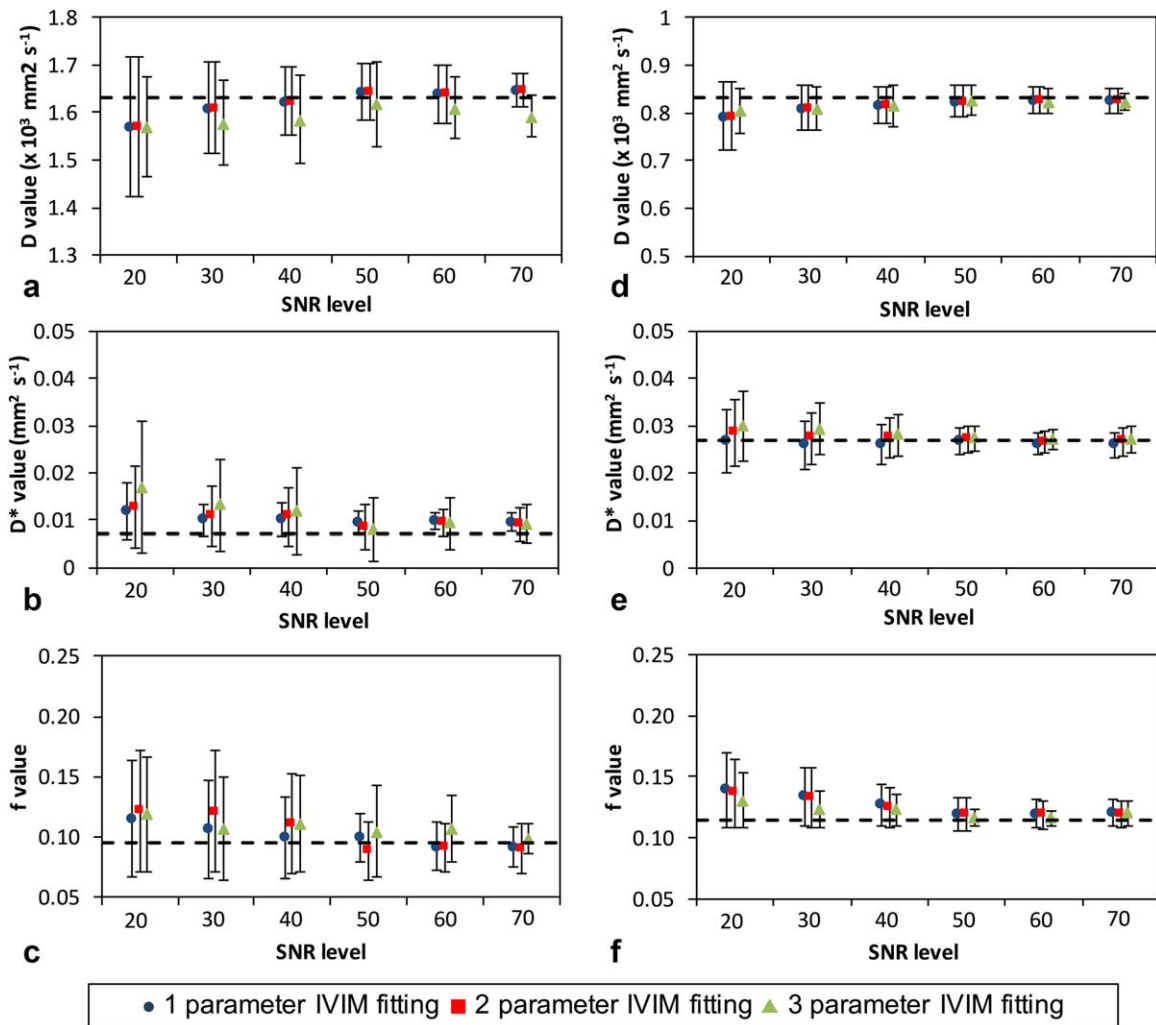 1.8
1.7
1.6
1.5
1.4
1.3
D value (x 10³ mm2 s⁻¹)
20 30 40 50 60 70
SNR level
a
1
0.9
0.8
0.7
0.6
0.5
D value (x 10³ mm² s⁻¹)
20 30 40 50 60 70
SNR level
d
0.05
0.04
0.03
0.02
0.01
0
D* value (mm² s⁻¹)
20 30 40 50 60 70
SNR level
b
0.05
0.04
0.03
0.02
0.01
0
D* value (mm² s⁻¹)
20 30 40 50 60 70
SNR level
e
0.25
0.20
0.15
0.10
0.05
f value
20 30 40 50 60 70
SNR level
c
0.25
0.20
0.15
0.10
0.05
f value
20 30 40 50 60 70
SNR level
f
1 parameter IVIM fitting 2 parameter IVIM fitting 3 parameter IVIM fitting